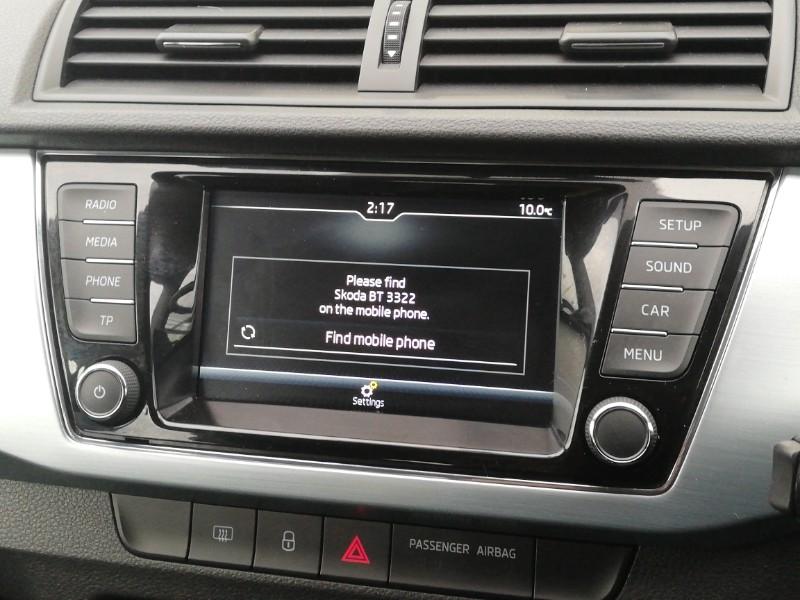 2:17
10.0°C
RADIO
MEDIA
PHONE
TP
Please find
Skoda BT 3322
on the mobile phone.
Find mobile phone
Settings
SETUP
SOUND
CAR
MENU
PASSENGER AIRBAG